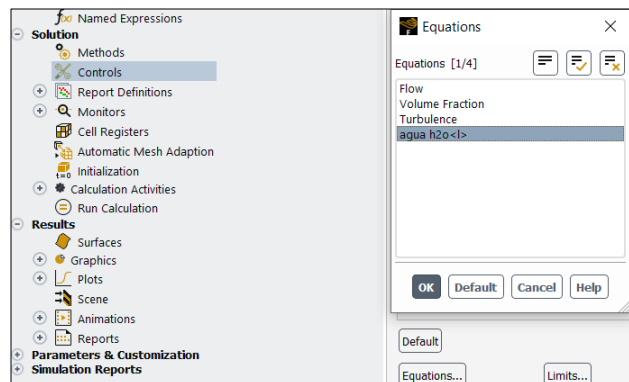 f(x) Named Expressions
Solution
Methods
Controls
Report Definitions
Monitors
Cell Registers
Automatic Mesh Adaption
t=0 Initialization
Calculation Activities
Run Calculation
Results
Surfaces
Graphics
Plots
Scene
Animations
Reports
Parameters & Customization
Simulation Reports
F Equations
Equations [1/4]
Flow
Volume Fraction
Turbulence
agua h2o<l>
OK Default Cancel Help
Default
Equations... Limits...